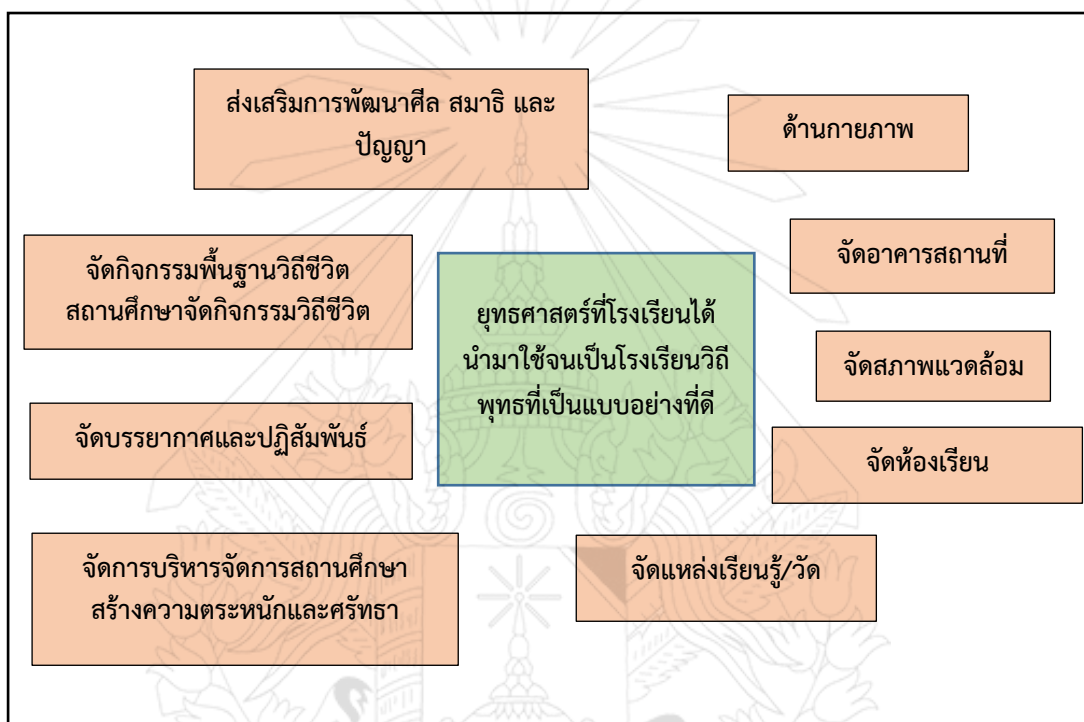 ส่งเสริมการพัฒนาศีล สมาธิ และ
ปัญญา
ด้านกายภาพ
จัดกิจกรรมพื้นฐานวิถีชีวิต
สถานศึกษาจัดกิจกรรมวิถีชีวิต
จัดอาคารสถานที่
ยุทธศาสตร์ที่โรงเรียนได้
นำมาใช้จนเป็นโรงเรียนวิถี
พุทธที่เป็นแบบอย่างที่ดี
จัดสภาพแวดล้อม
จัดบรรยากาศและปฏิสัมพันธ์
จัดห้องเรียน
จัดการบริหารจัดการสถานศึกษา
สร้างความตระหนักและศรัทธา
จัดแหล่งเรียนรู้/วัด